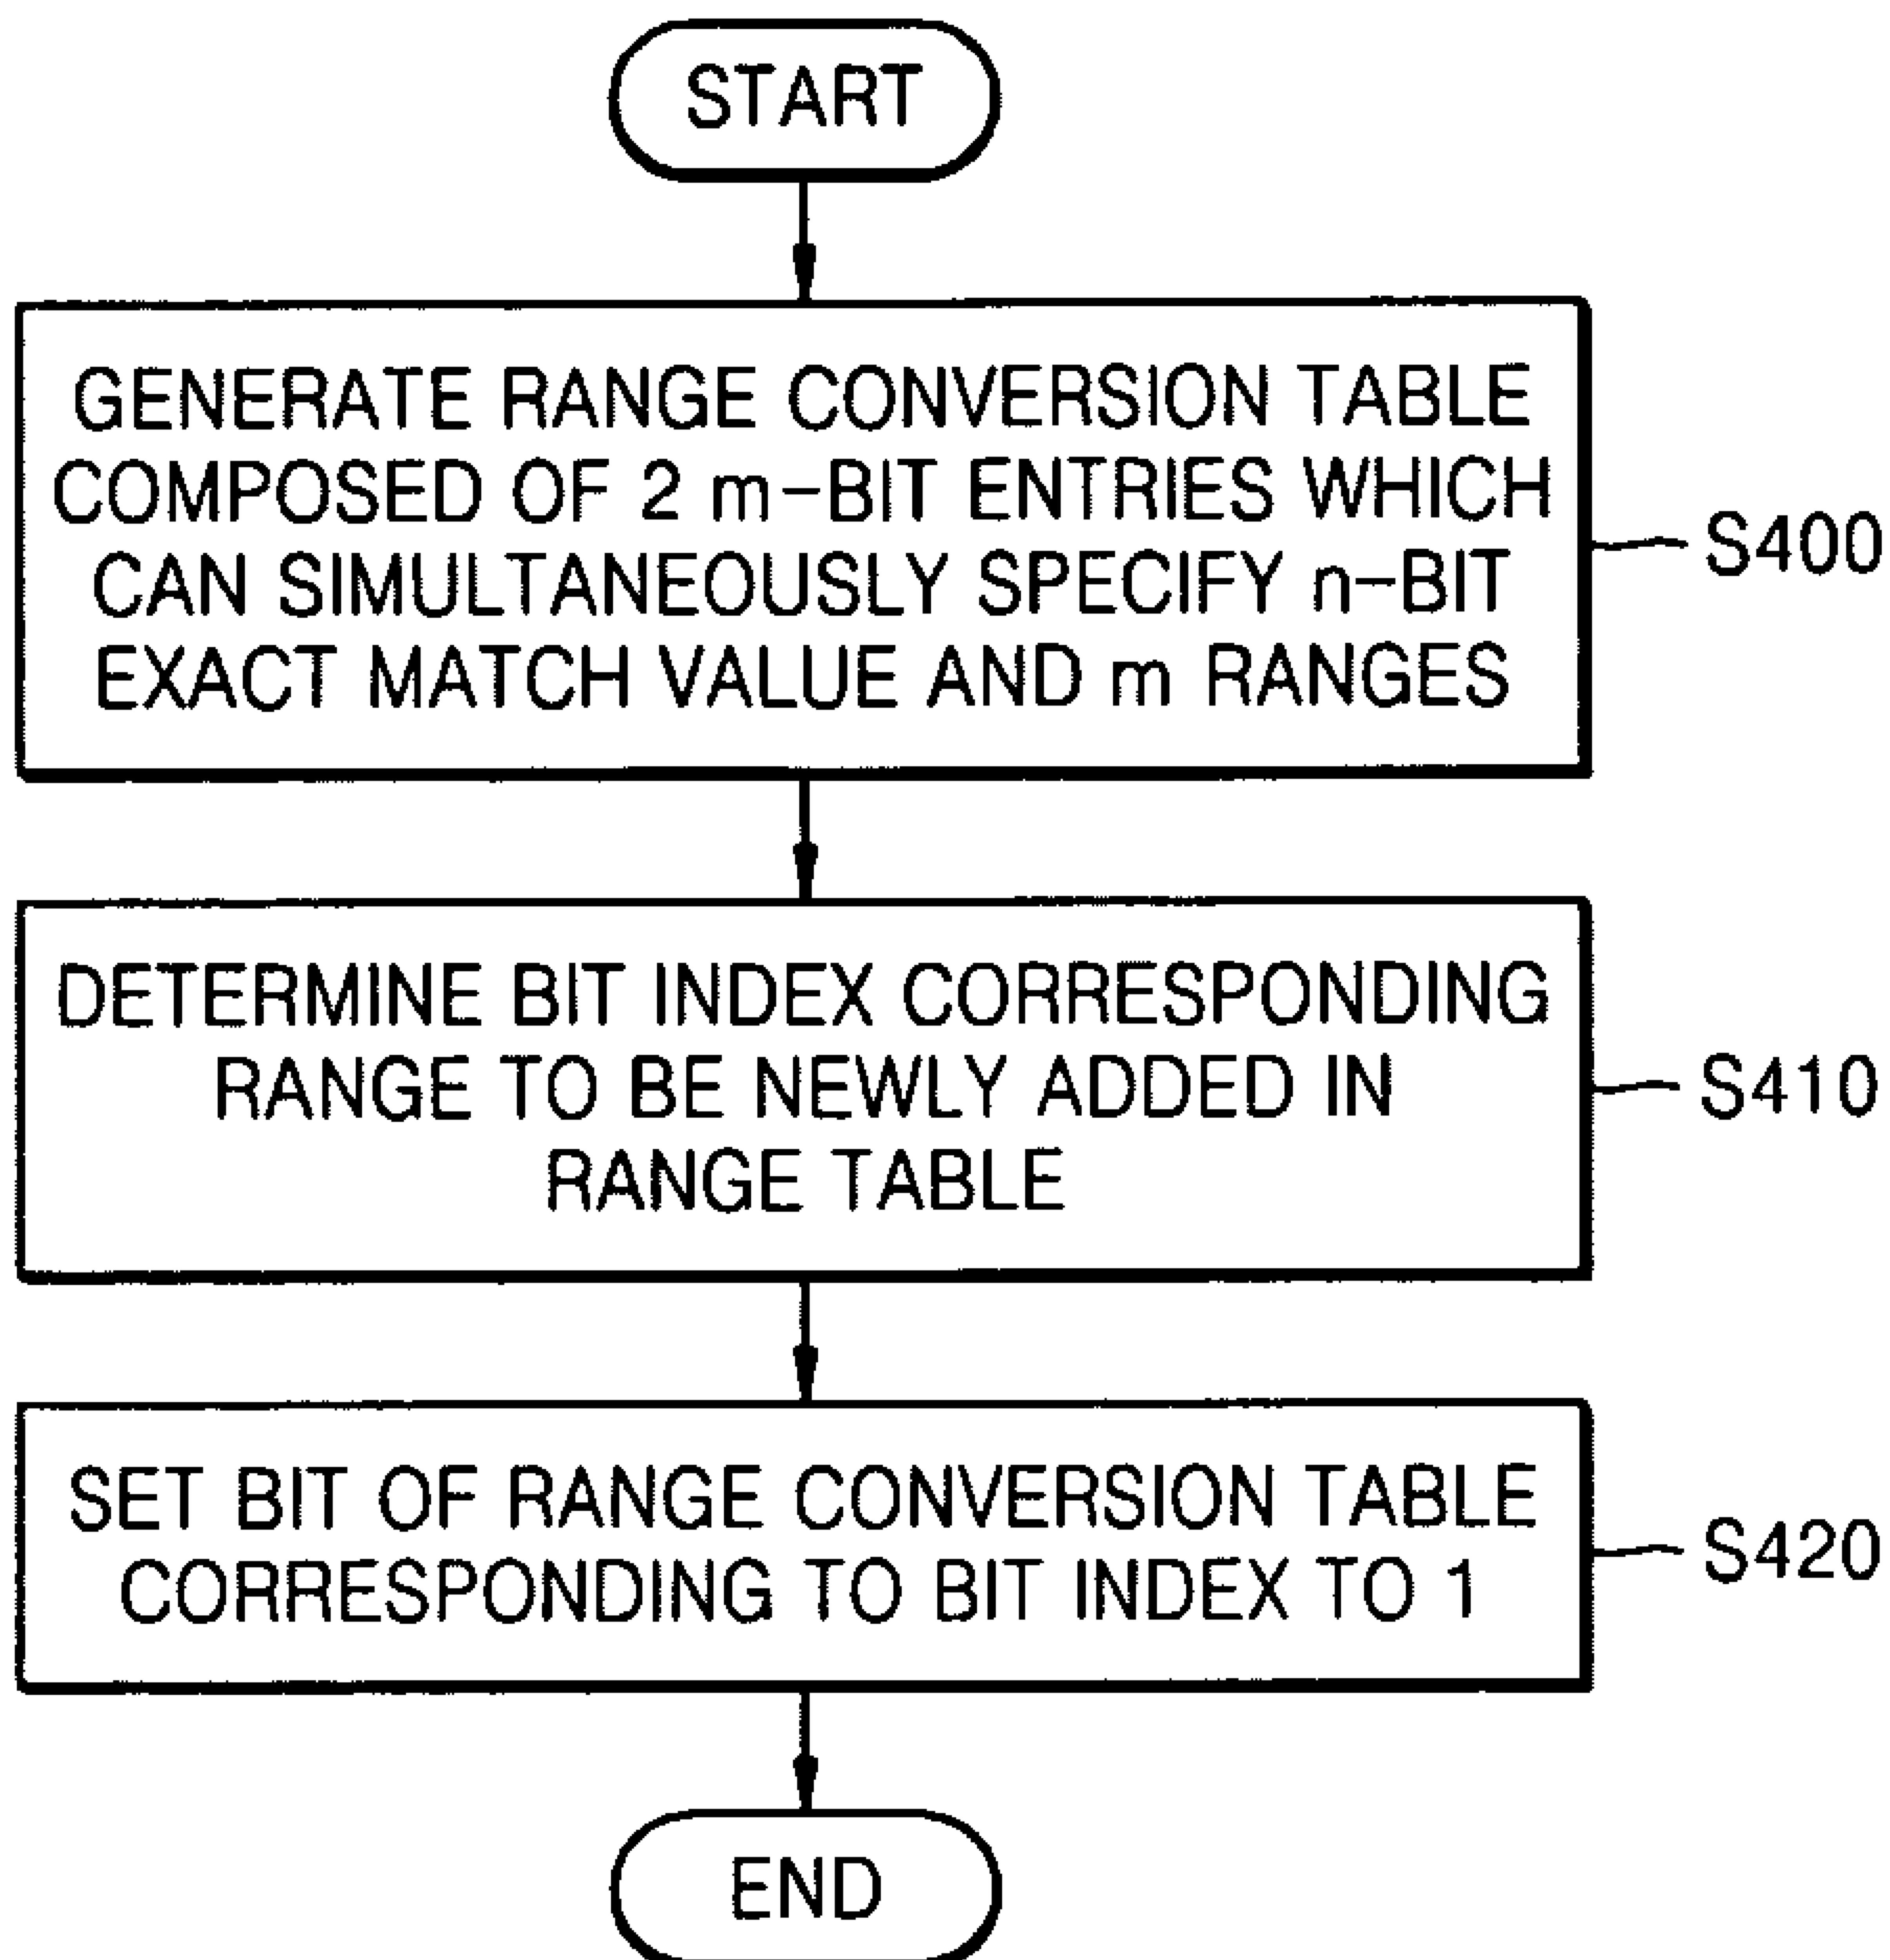 START
GENERATE RANGE CONVERSION TABLE
COMPOSED OF 2 m-BIT ENTRIES WHICH
CAN SIMULTANEOUSLY SPECIFY n-BIT
EXACT MATCH VALUE AND m RANGES
S400
DETERMINE BIT INDEX CORRESPONDING
RANGE TO BE NEWLY ADDED IN
RANGE TABLE
S410
SET BIT OF RANGE CONVERSION TABLE
CORRESPONDING TO BIT INDEX TO 1
S420
END